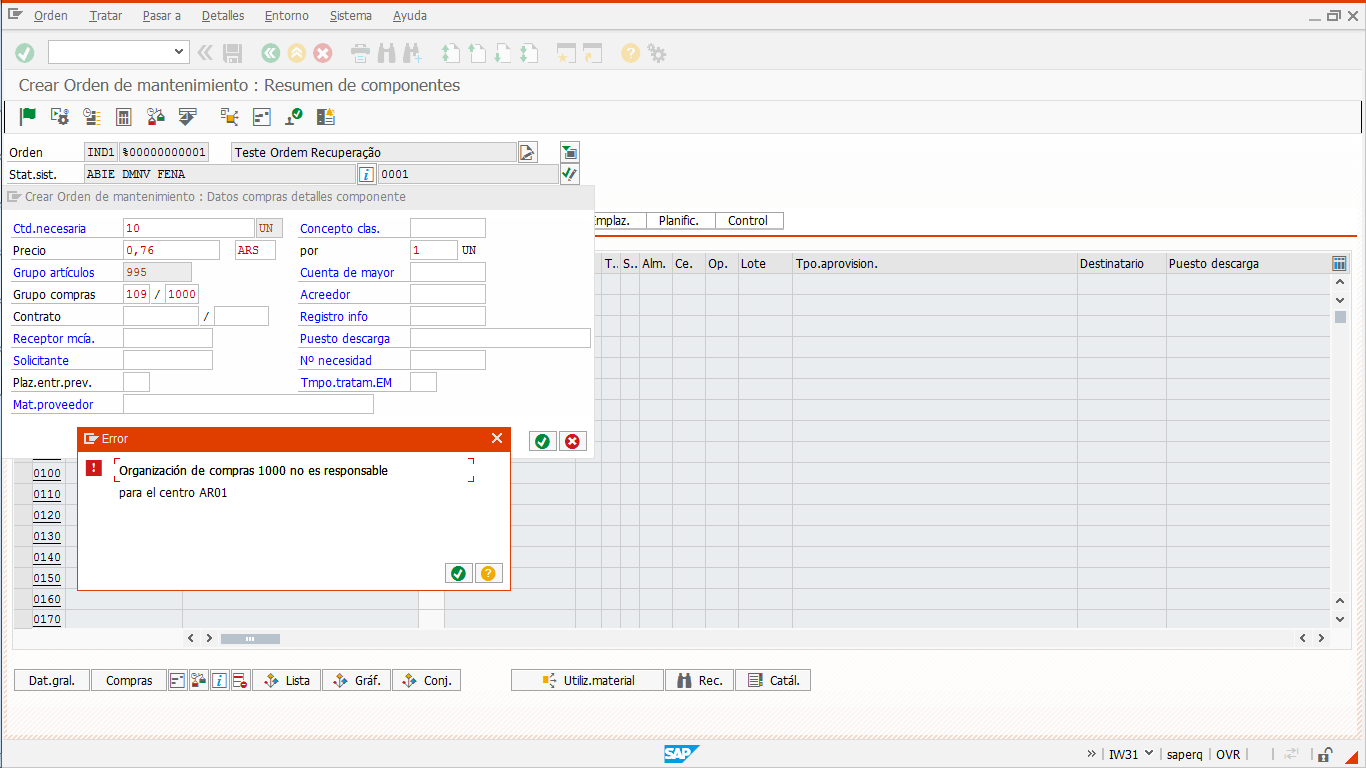 Orden Tratar Pasar a Detalles Entorno Sistema Ayuda
Crear Orden de mantenimiento : Resumen de componentes
Orden IND1 %00000000001 Teste Ordem Recuperação
Stat.sist. ABIE DMNV FENA 0001
Crear Orden de mantenimiento : Datos compras detalles componente
Emplaz. Planific. Control
Ctd.necesaria 10 UN Concepto clas.
Precio 0,76 ARS por 1 UN
T.. S.. Alm. Ce. Op. Lote Tpo.aprovision. Destinatario Puesto descarga
Grupo artículos 995 Cuenta de mayor
Grupo compras 109 / 1000 Acreedor
Contrato / Registro info
Receptor mcía. Puesto descarga
Solicitante Nº necesidad
Plaz.entr.prev. Tmpo.tratam.EM
Mat.proveedor
Error
Organización de compras 1000 no es responsable
para el centro AR01
0100
0110
0120
0130
0140
0150
0160
0170
Dat.gral. Compras Lista Gráf. Conj. Utiliz.material Rec. Catál.
SAP IW31 saperq OVR